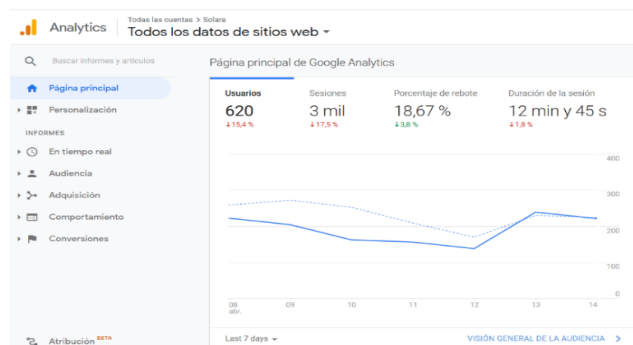 Analytics
Todas las cuentas > Solara
Todos los datos de sitios web
Buscar informes y artículos
Página principal
Personalización
INFORMES
En tiempo real
Audiencia
Adquisición
Comportamiento
Conversiones
Atribución BETA
Página principal de Google Analytics
Usuarios
620
↓15,4 %
Sesiones
3 mil
↓17,5 %
Porcentaje de rebote
18,67 %
↓3,8 %
Duración de la sesión
12 min y 45 s
↓1,8 %
400
300
200
100
0
08 abr.
09
10
11
12
13
14
Last 7 days
VISIÓN GENERAL DE LA AUDIENCIA >